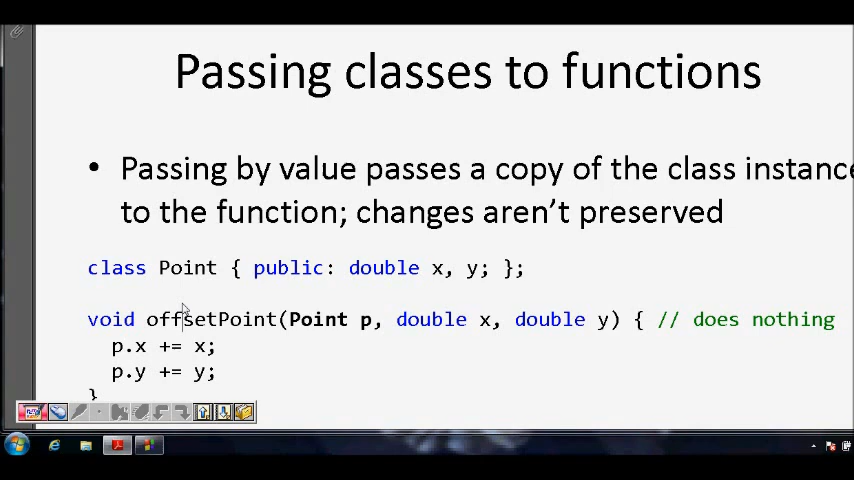 Passing classes to functions
• Passing by value passes a copy of the class instance
to the function; changes aren't preserved
class Point { public: double x, y; };
void offsetPoint(Point p, double x, double y) { // does nothing
p.x += x;
p.y += y;
}